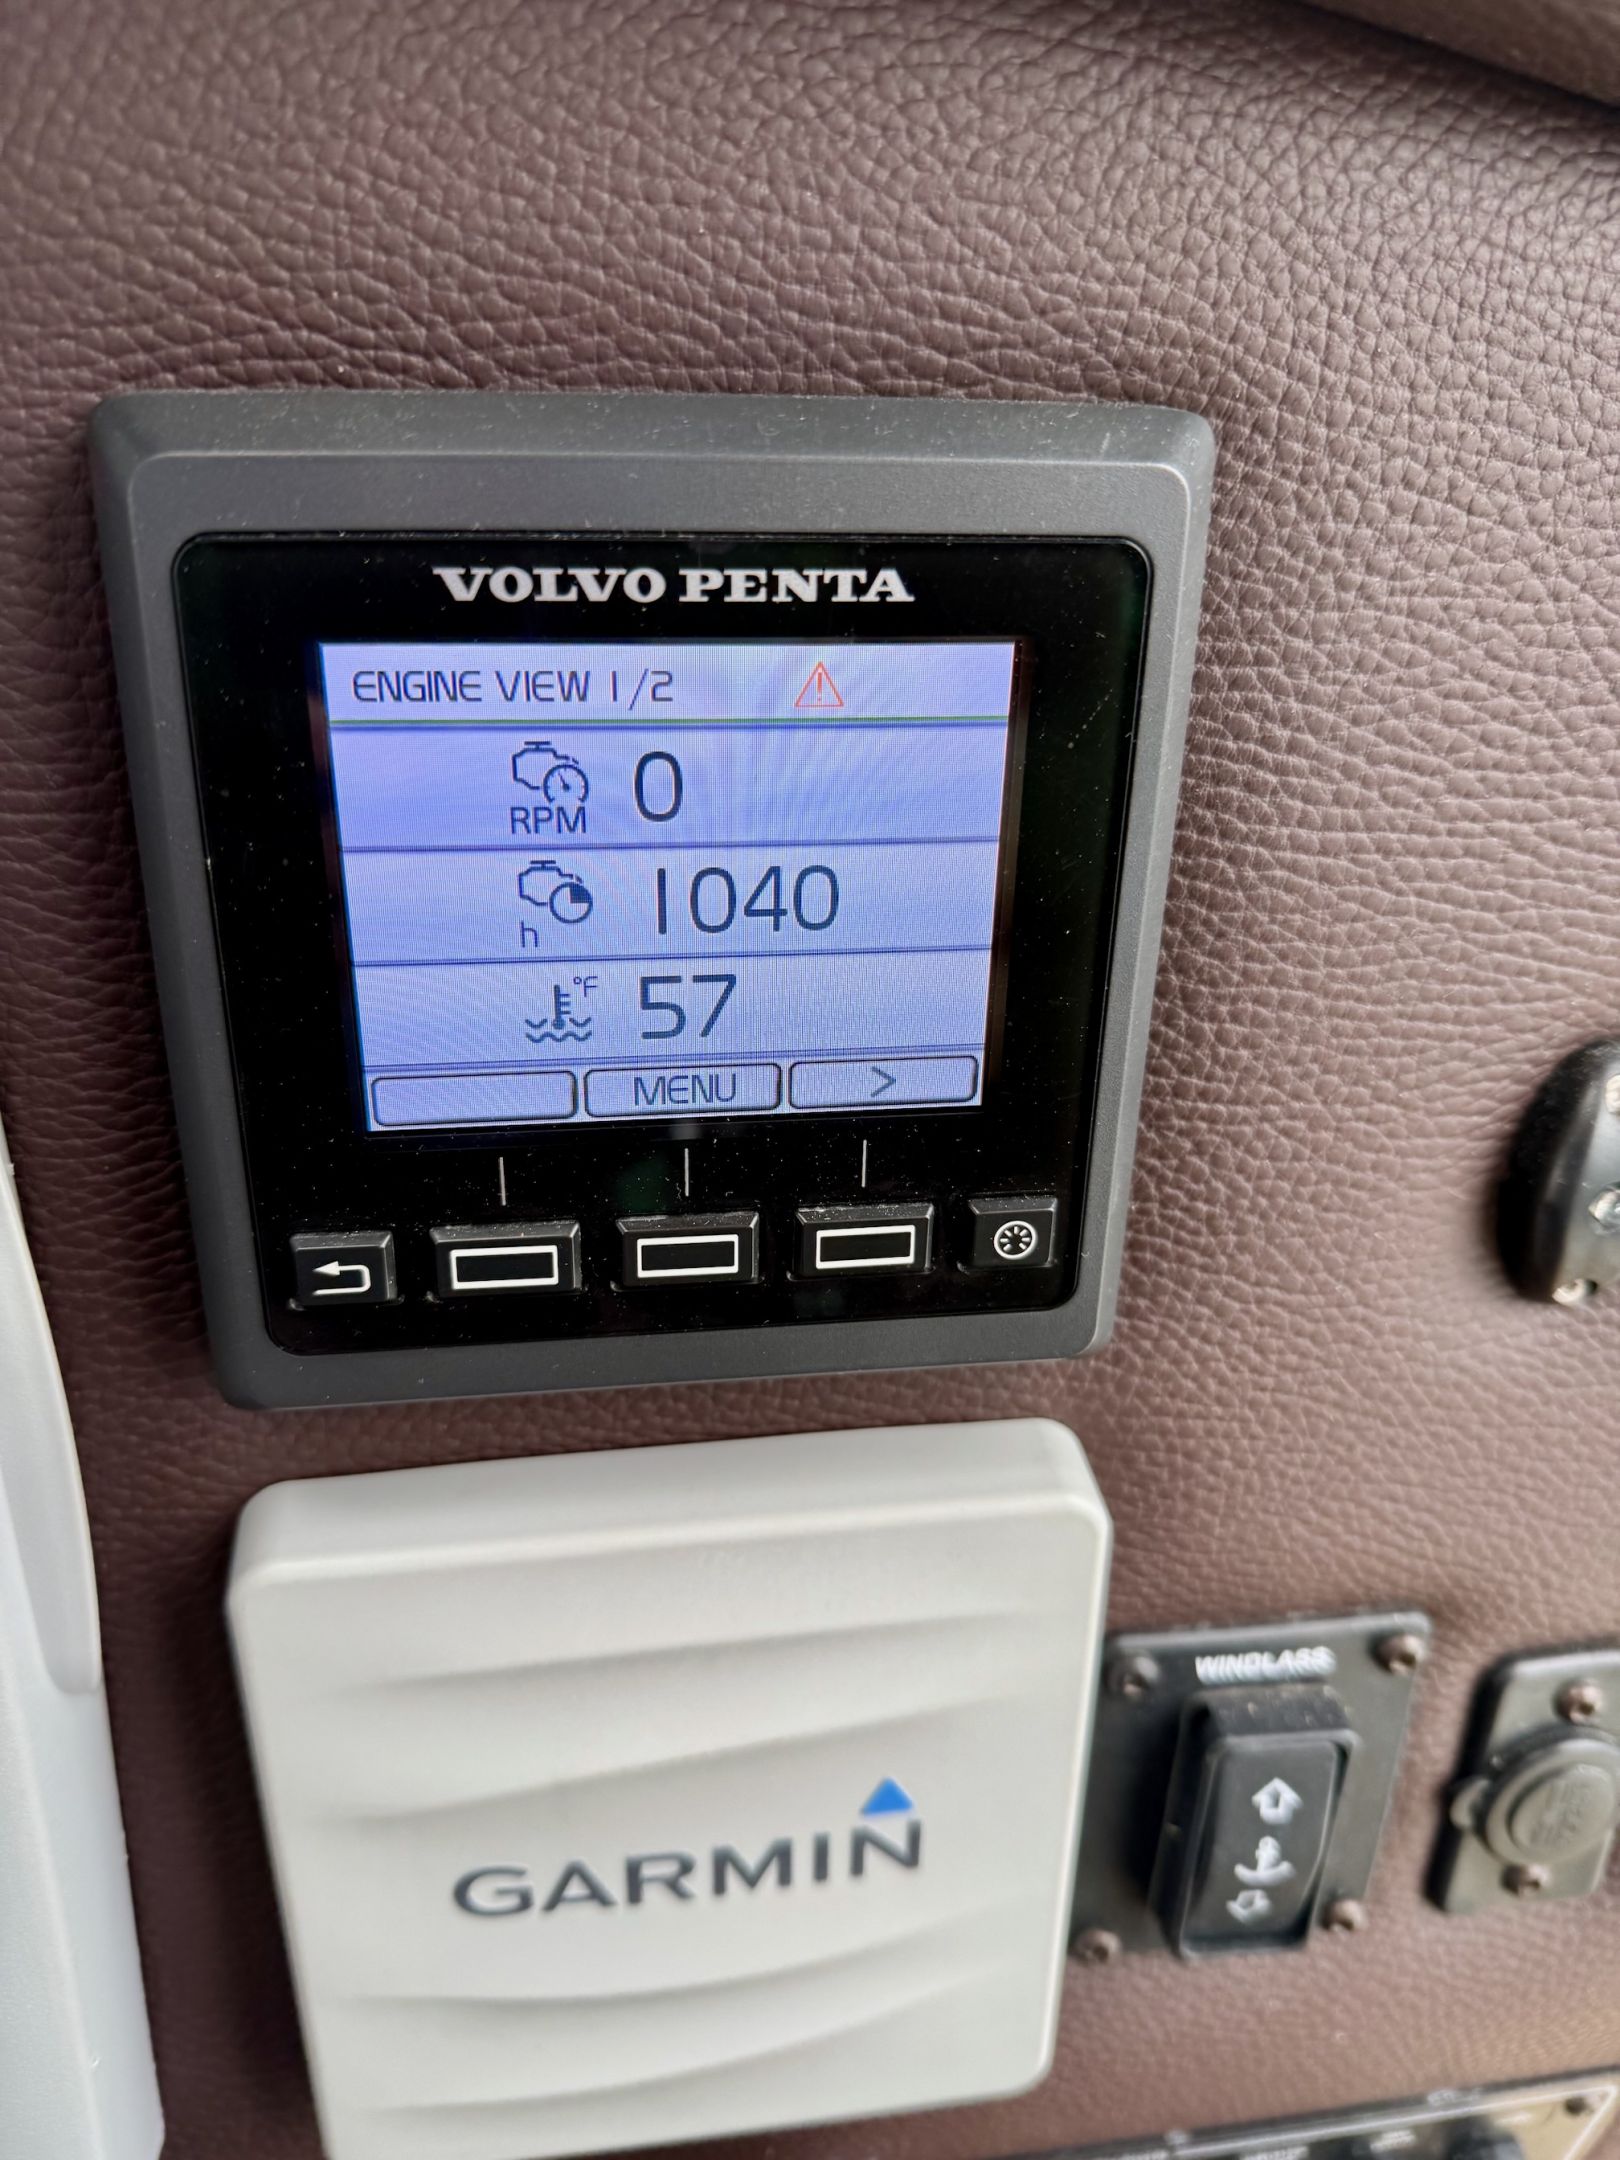 VOLVO PENTA
ENGINE VIEW 1/2
RPM 0
h 1040
°F 57
MENU >
GARMIN
WINDLASS